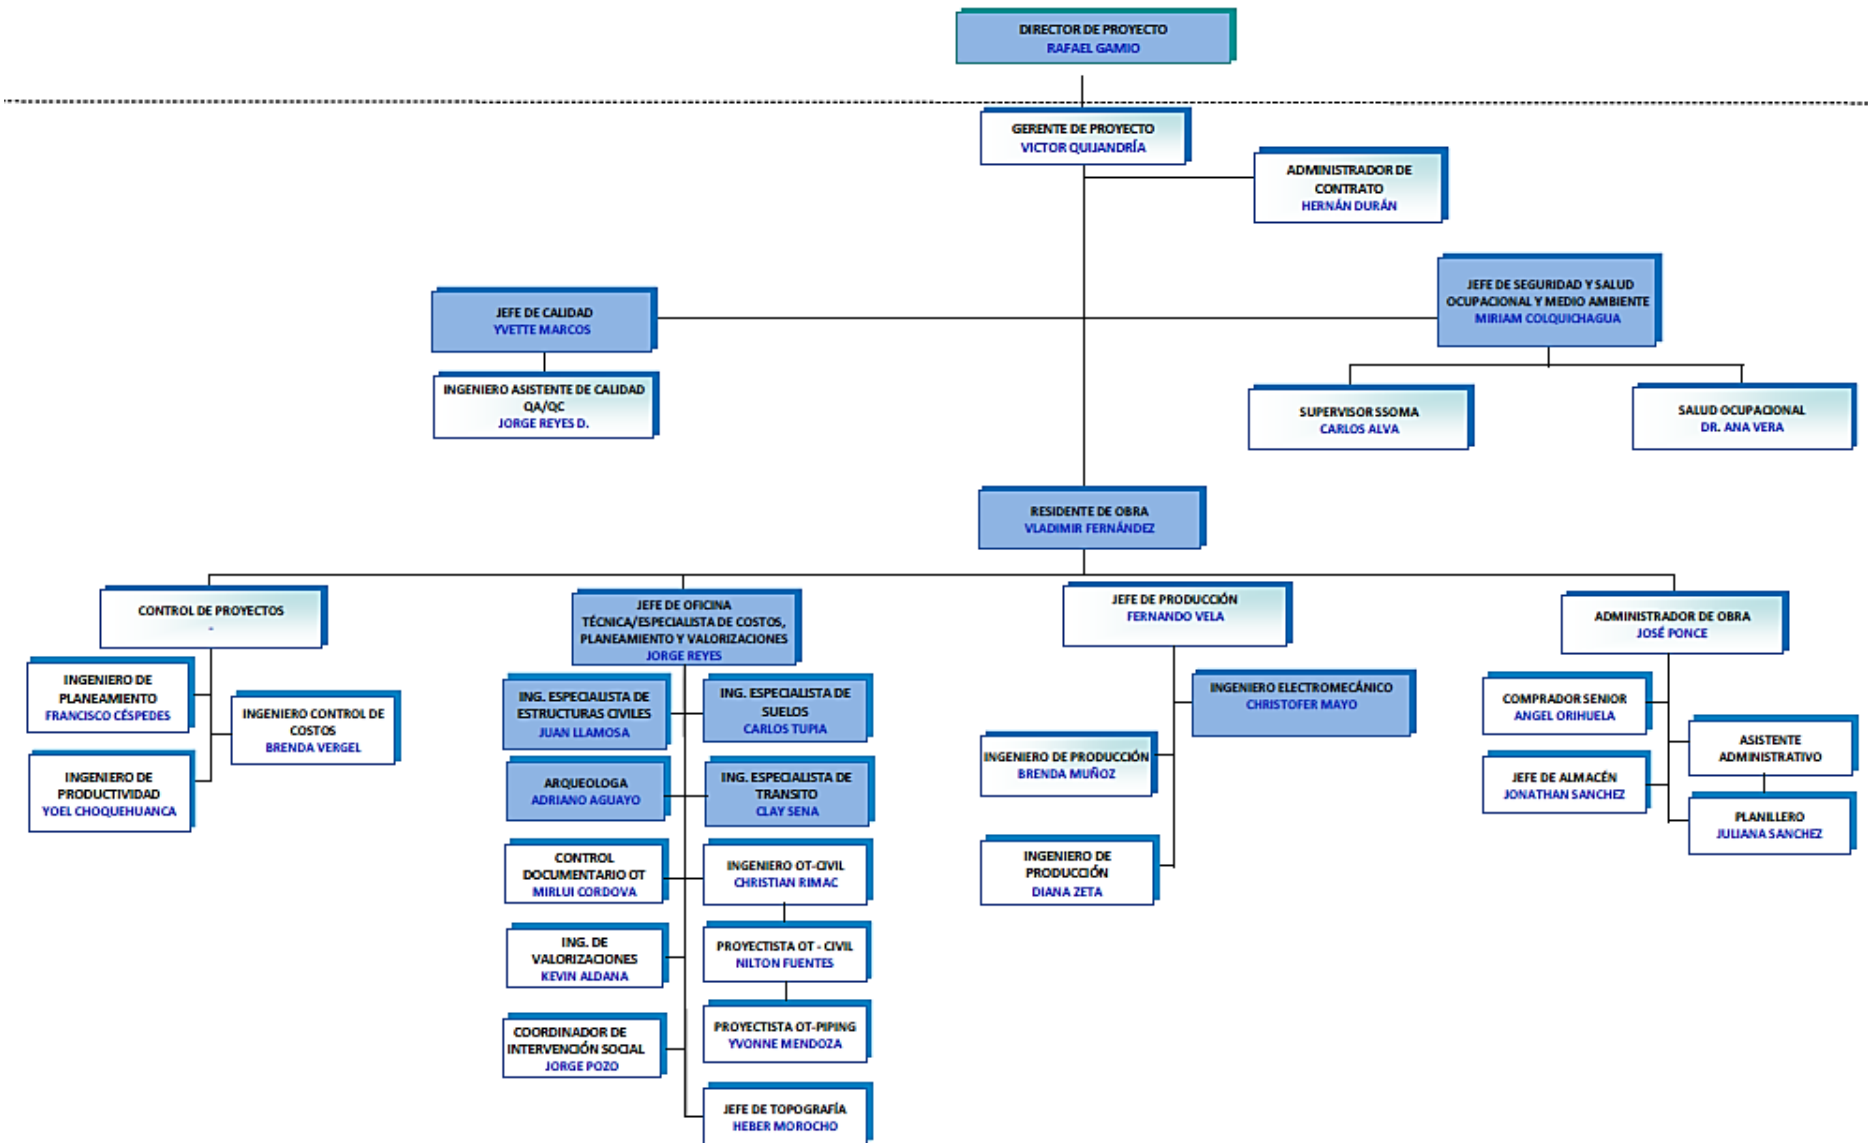 DIRECTOR DE PROYECTO
RAFAEL GAMIO
GERENTE DE PROYECTO
VICTOR QUIJANDRÍA
ADMINISTRADOR DE
CONTRATO
HERNÁN DURÁN
JEFE DE CALIDAD
YVETTE MARCOS
JEFE DE SEGURIDAD Y SALUD
OCUPACIONAL Y MEDIO AMBIENTE
MIRIAM COLQUICHAGUA
INGENIERO ASISTENTE DE CALIDAD
QA/QC
JORGE REYES D.
SUPERVISOR SSOMA
CARLOS ALVA
SALUD OCUPACIONAL
DR. ANA VERA
RESIDENTE DE OBRA
VLADIMIR FERNÁNDEZ
CONTROL DE PROYECTOS
-
JEFE DE OFICINA
TÉCNICA/ESPECIALISTA DE COSTOS,
PLANEAMIENTO Y VALORIZACIONES
JORGE REYES
JEFE DE PRODUCCIÓN
FERNANDO VELA
ADMINISTRADOR DE OBRA
JOSÉ PONCE
INGENIERO DE
PLANEAMIENTO
FRANCISCO CÉSPEDES
INGENIERO CONTROL DE
COSTOS
BRENDA VERGEL
INGENIERO DE
PRODUCTIVIDAD
YOEL CHOQUEHUANCA
ING. ESPECIALISTA DE
ESTRUCTURAS CIVILES
JUAN LLAMOSA
ING. ESPECIALISTA DE
SUELOS
CARLOS TUPIA
ARQUEOLOGA
ADRIANO AGUAYO
ING. ESPECIALISTA DE
TRANSITO
CLAY SENA
CONTROL
DOCUMENTARIO OT
MIRLUI CORDOVA
INGENIERO OT-CIVIL
CHRISTIAN RIMAC
ING. DE
VALORIZACIONES
KEVIN ALDANA
PROYECTISTA OT - CIVIL
NILTON FUENTES
COORDINADOR DE
INTERVENCIÓN SOCIAL
JORGE POZO
PROYECTISTA OT-PIPING
YVONNE MENDOZA
JEFE DE TOPOGRAFÍA
HEBER MOROCHO
INGENIERO ELECTROMECÁNICO
CHRISTOFER MAYO
INGENIERO DE PRODUCCIÓN
BRENDA MUÑOZ
INGENIERO DE
PRODUCCIÓN
DIANA ZETA
COMPRADOR SENIOR
ANGEL ORIHUELA
ASISTENTE
ADMINISTRATIVO
JEFE DE ALMACÉN
JONATHAN SANCHEZ
PLANILLERO
JULIANA SANCHEZ